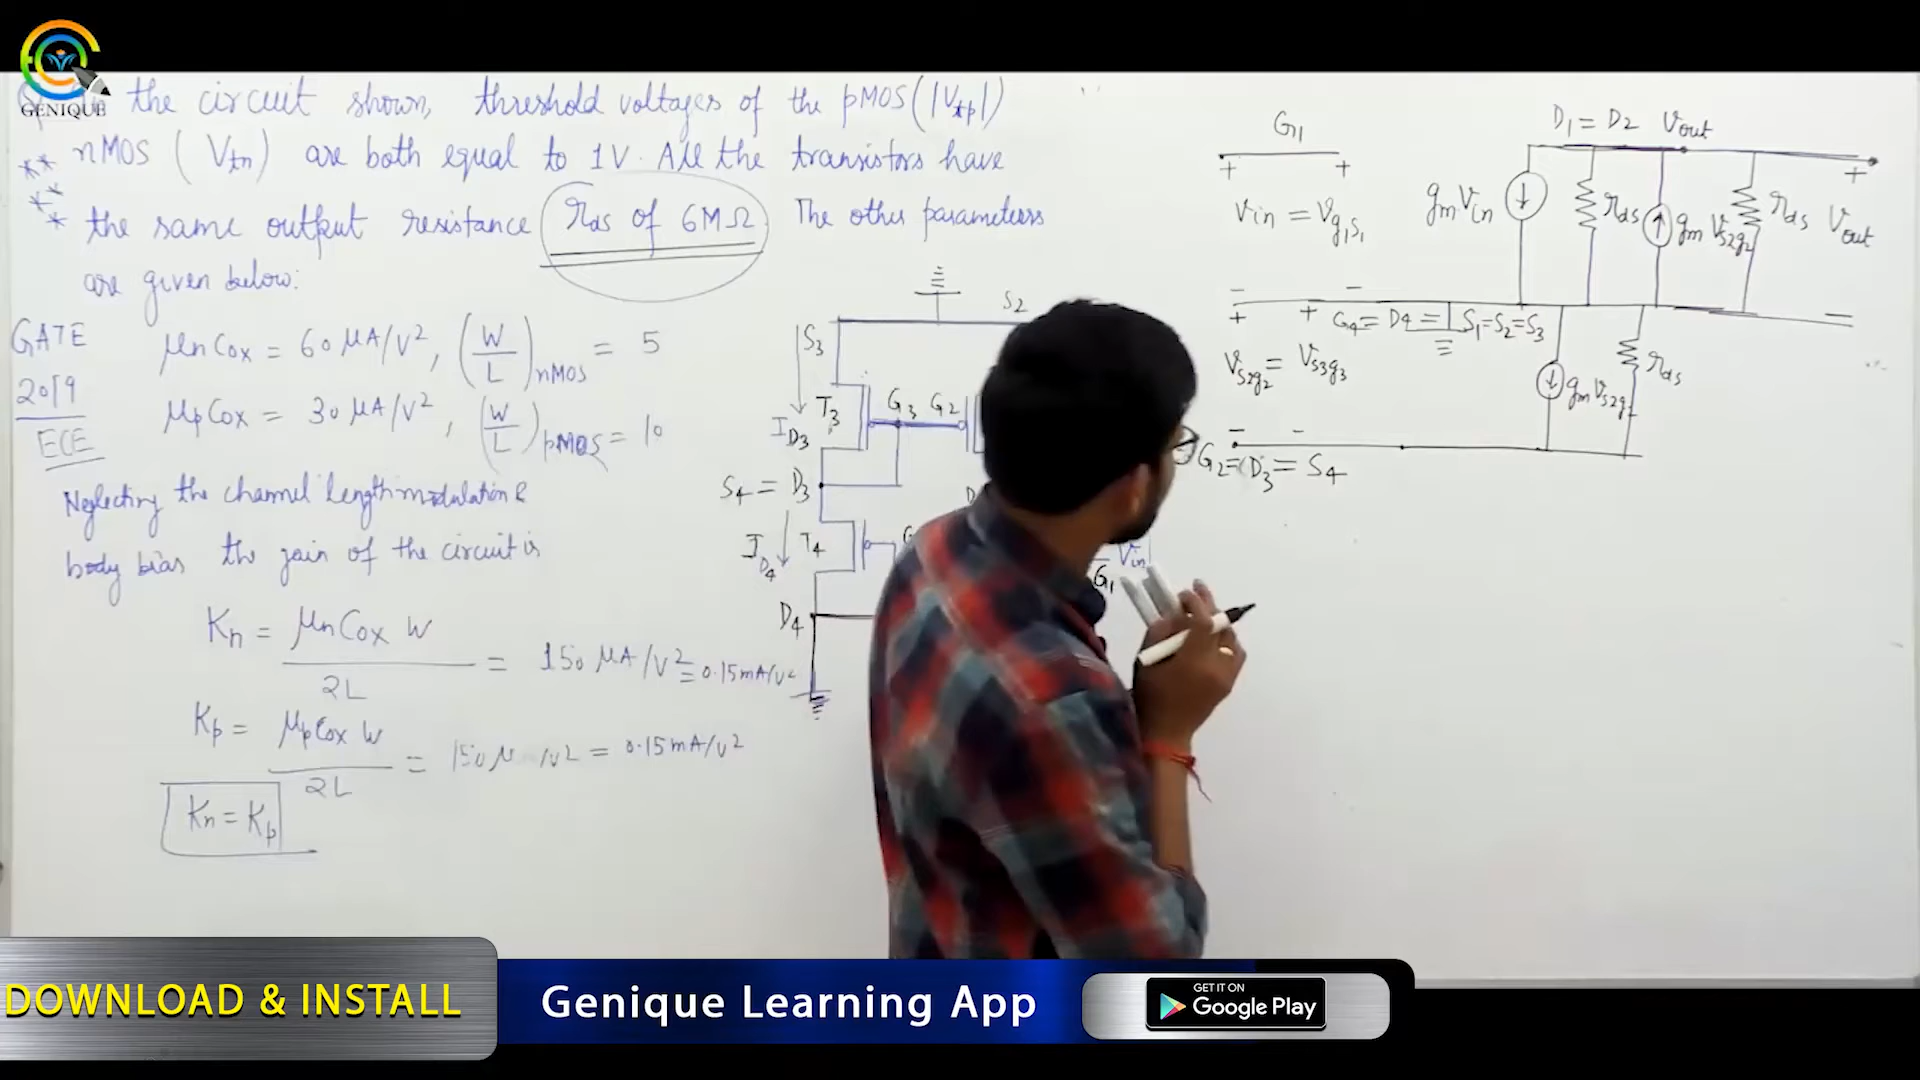 GENIQUE
the circuit shown, threshold voltages of the pMOS (|Vtp|)
** nMOS (Vtn) are both equal to 1V. All the transistors have
** the same output resistance rds of 6MΩ The other parameters
are given below:
GATE
2019
ECE
μnCox = 60 μA/V², (W/L)nMOS = 5
μpCox = 30 μA/V², (W/L)pMOS = 10
Neglecting the channel length modulation &
body bias the gain of the circuit is
Kn = μnCox W / 2L = 150 μA/V² = 0.15mA/V²
Kp = μpCox W / 2L = 150μ /V² = 0.15mA/V²
Kn = Kp
S2
S3
T3
G3 G2
ID3
S4 = D3
T4
ID4
D4
Vin
G1
G1
+ +
Vin = Vg1s1
D1 = D2 Vout
gm Vin
rds
gm Vs2g2
rds
+
Vout
G4 = D4 = S1 = S2 = S3
+ +
Vs2g2 = Vs3g3
gm Vs2g2
rds
G2 = D3 = S4
DOWNLOAD & INSTALL
Genique Learning App
GET IT ON
Google Play